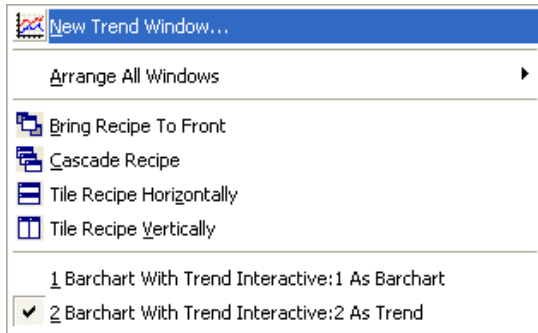 New Trend Window...
Arrange All Windows
Bring Recipe To Front
Cascade Recipe
Tile Recipe Horizontally
Tile Recipe Vertically
1 Barchart With Trend Interactive:1 As Barchart
2 Barchart With Trend Interactive:2 As Trend